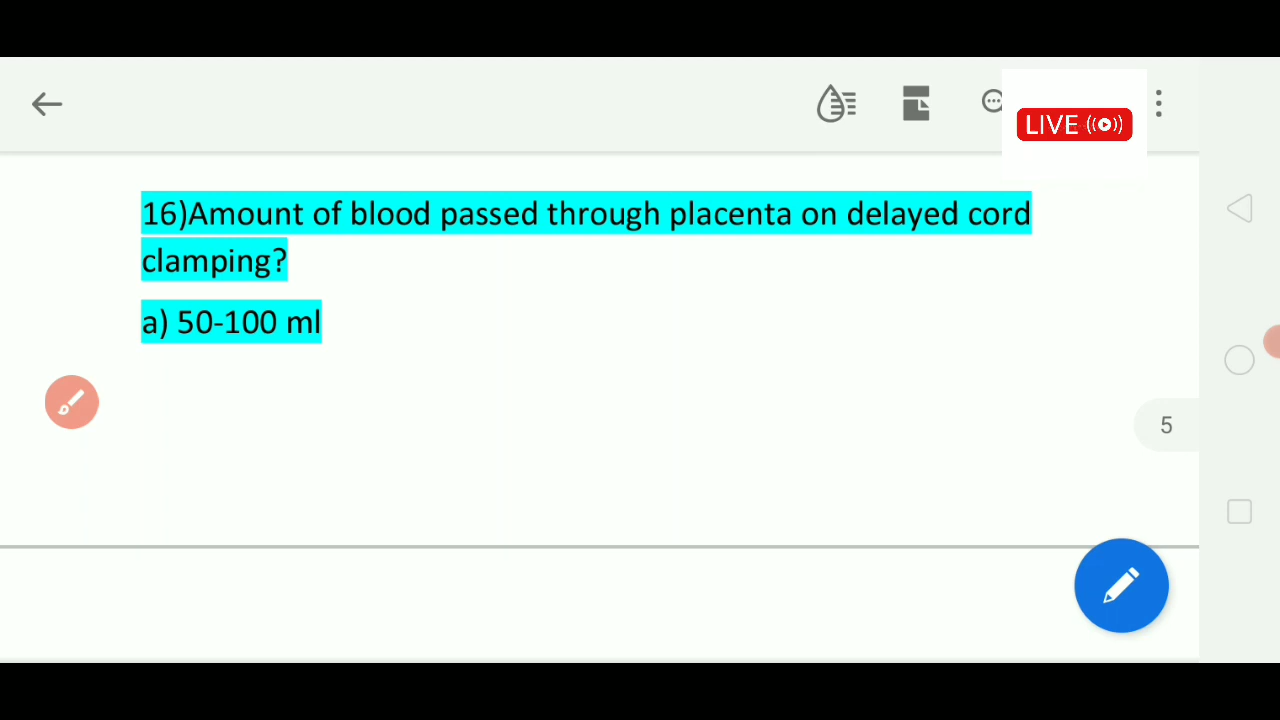 LIVE
16)Amount of blood passed through placenta on delayed cord
clamping?
a) 50-100 ml
5